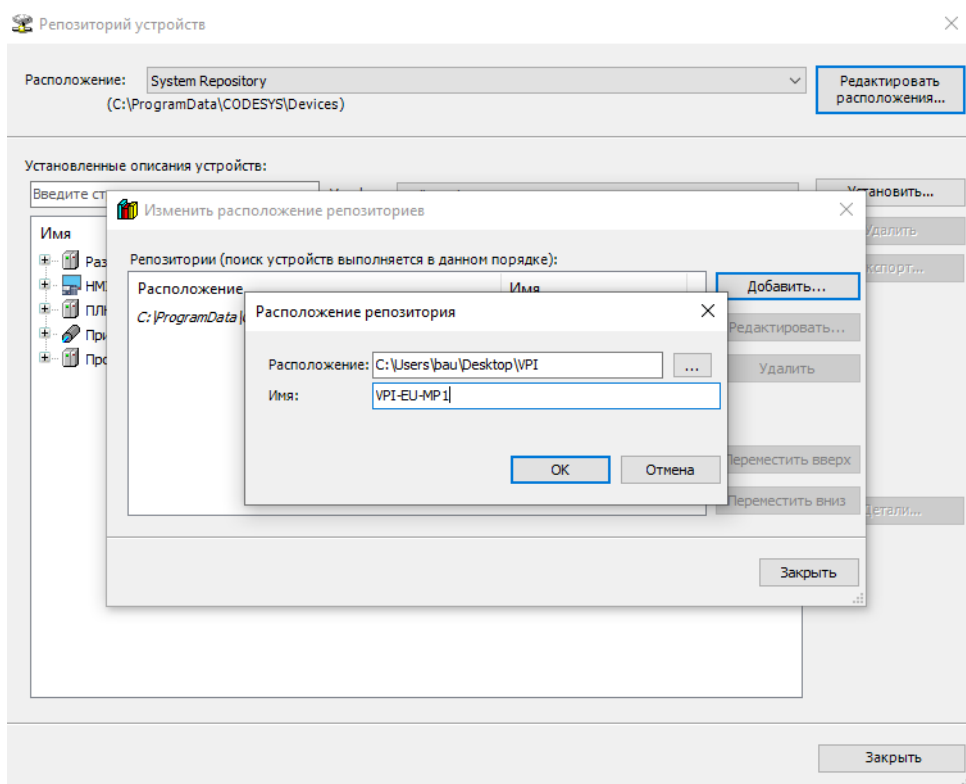 Репозиторий устройств
Расположение: System Repository
Редактировать расположения...
(C:\ProgramData\CODESYS\Devices)
Установленные описания устройств:
Введите
Установить...
Имя
Удалить
HMI
Изменить расположение репозиториев
Репозитории (поиск устройств выполняется в данном порядке):
Расположение Имя
Добавить...
C:\ProgramData\
Редактировать...
Удалить
Переместить вверх
Переместить вниз
Закрыть
Расположение репозитория
Расположение: C:\Users\bau\Desktop\VPI ...
Имя: VPI-EU-MP1
OK Отмена
Закрыть